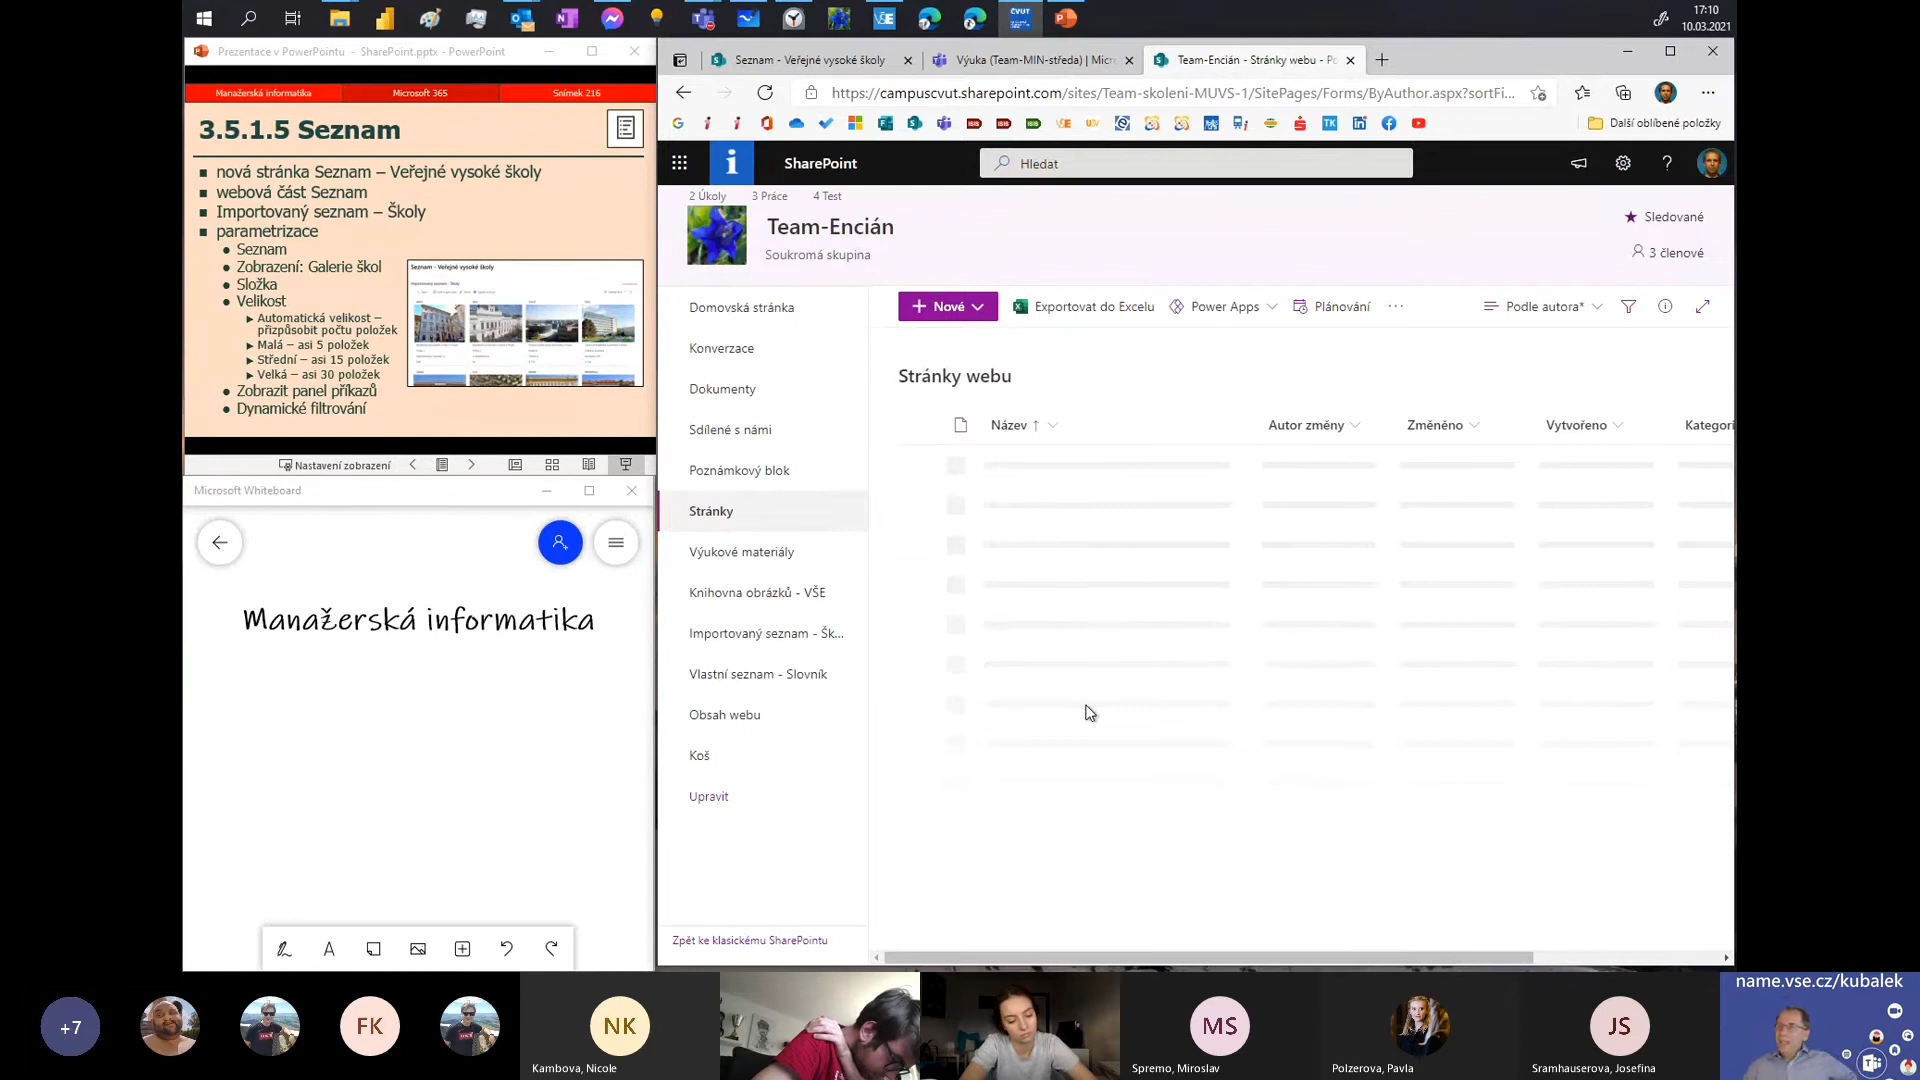 17:10
10.03.2021
Prezentace v PowerPointu - SharePoint.pptx - PowerPoint
Manažerská informatika
Microsoft 365
Snímek 216
3.5.1.5 Seznam
nová stránka Seznam – Veřejné vysoké školy
webová část Seznam
Importovaný seznam – Školy
parametrizace
Seznam
Zobrazení: Galerie škol
Složka
Velikost
Automatická velikost –
přizpůsobit počtu položek
Malá – asi 5 položek
Střední – asi 15 položek
Velká – asi 30 položek
Zobrazit panel příkazů
Dynamické filtrování
Seznam - Veřejné vysoké školy
Importovaný seznam - Školy
Nastavení zobrazení
Microsoft Whiteboard
Manažerská informatika
Seznam - Veřejné vysoké školy
Výuka (Team-MIN-středa) | Micr
Team-Encián - Stránky webu - Po
https://campuscvut.sharepoint.com/sites/Team-skoleni-MUVS-1/SitePages/Forms/ByAuthor.aspx?sortFi...
Další oblíbené položky
SharePoint
Hledat
2 Úkoly
3 Práce
4 Test
Team-Encián
Soukromá skupina
Sledované
3 členové
Domovská stránka
Konverzace
Dokumenty
Sdílené s námi
Poznámkový blok
Stránky
Výukové materiály
Knihovna obrázků - VŠE
Importovaný seznam - Šk...
Vlastní seznam - Slovník
Obsah webu
Koš
Upravit
Zpět ke klasickému SharePointu
Nové
Exportovat do Excelu
Power Apps
Plánování
Podle autora*
Stránky webu
Název
Autor změny
Změněno
Vytvořeno
Kategori
+7
FK
NK
Kambova, Nicole
MS
Spremo, Miroslav
Polzerova, Pavla
JS
Sramhauserova, Josefina
name.vse.cz/kubalek